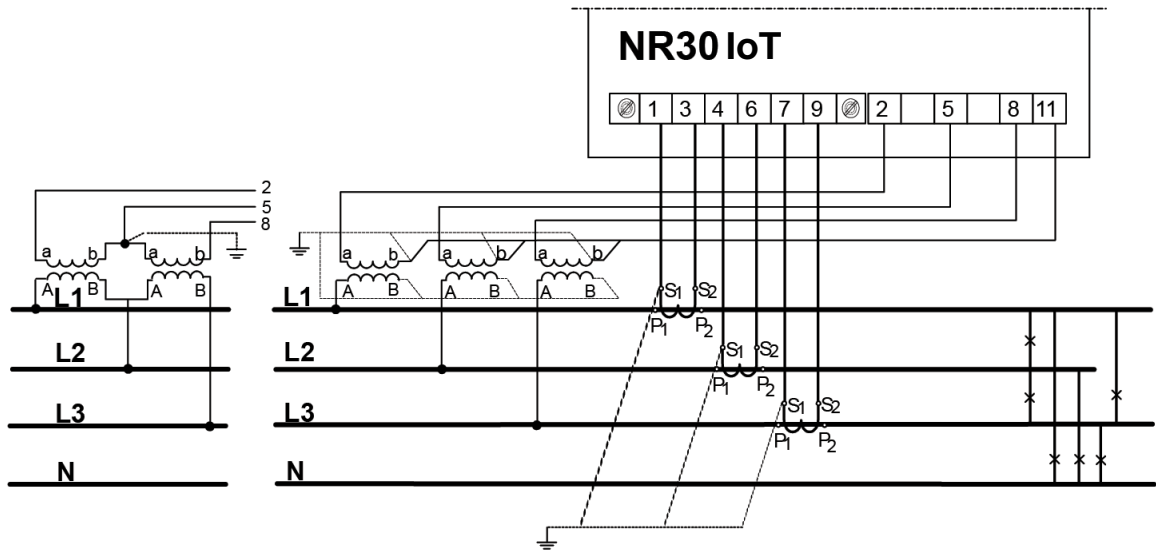 NR30 IoT
1 3 4 6 7 9 2 5 8 11
2
5
8
a b a b
A B A B
L1
L2
L3
N
a b a b a b
A B A B A B
L1
S1 S2
P1 P2
L2
S1 S2
P1 P2
L3
S1 S2
P1 P2
N